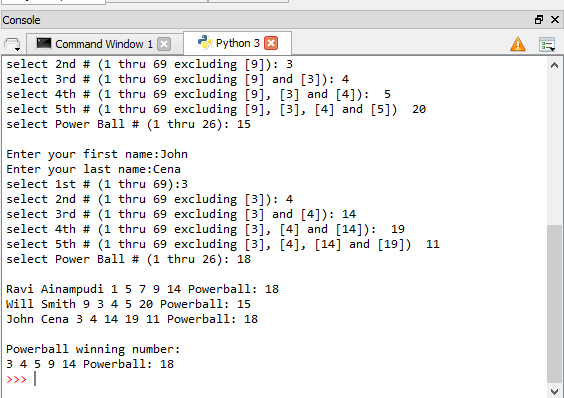 Console
Command Window 1
Python 3
select 2nd # (1 thru 69 excluding [9]): 3
select 3rd # (1 thru 69 excluding [9] and [3]): 4
select 4th # (1 thru 69 excluding [9], [3] and [4]):  5
select 5th # (1 thru 69 excluding [9], [3], [4] and [5])  20
select Power Ball # (1 thru 26): 15

Enter your first name:John
Enter your last name:Cena
select 1st # (1 thru 69):3
select 2nd # (1 thru 69 excluding [3]): 4
select 3rd # (1 thru 69 excluding [3] and [4]): 14
select 4th # (1 thru 69 excluding [3], [4] and [14]):  19
select 5th # (1 thru 69 excluding [3], [4], [14] and [19])  11
select Power Ball # (1 thru 26): 18

Ravi Ainampudi 1 5 7 9 14 Powerball: 18
Will Smith 9 3 4 5 20 Powerball: 15
John Cena 3 4 14 19 11 Powerball: 18

Powerball winning number:
3 4 5 9 14 Powerball: 18
>>>